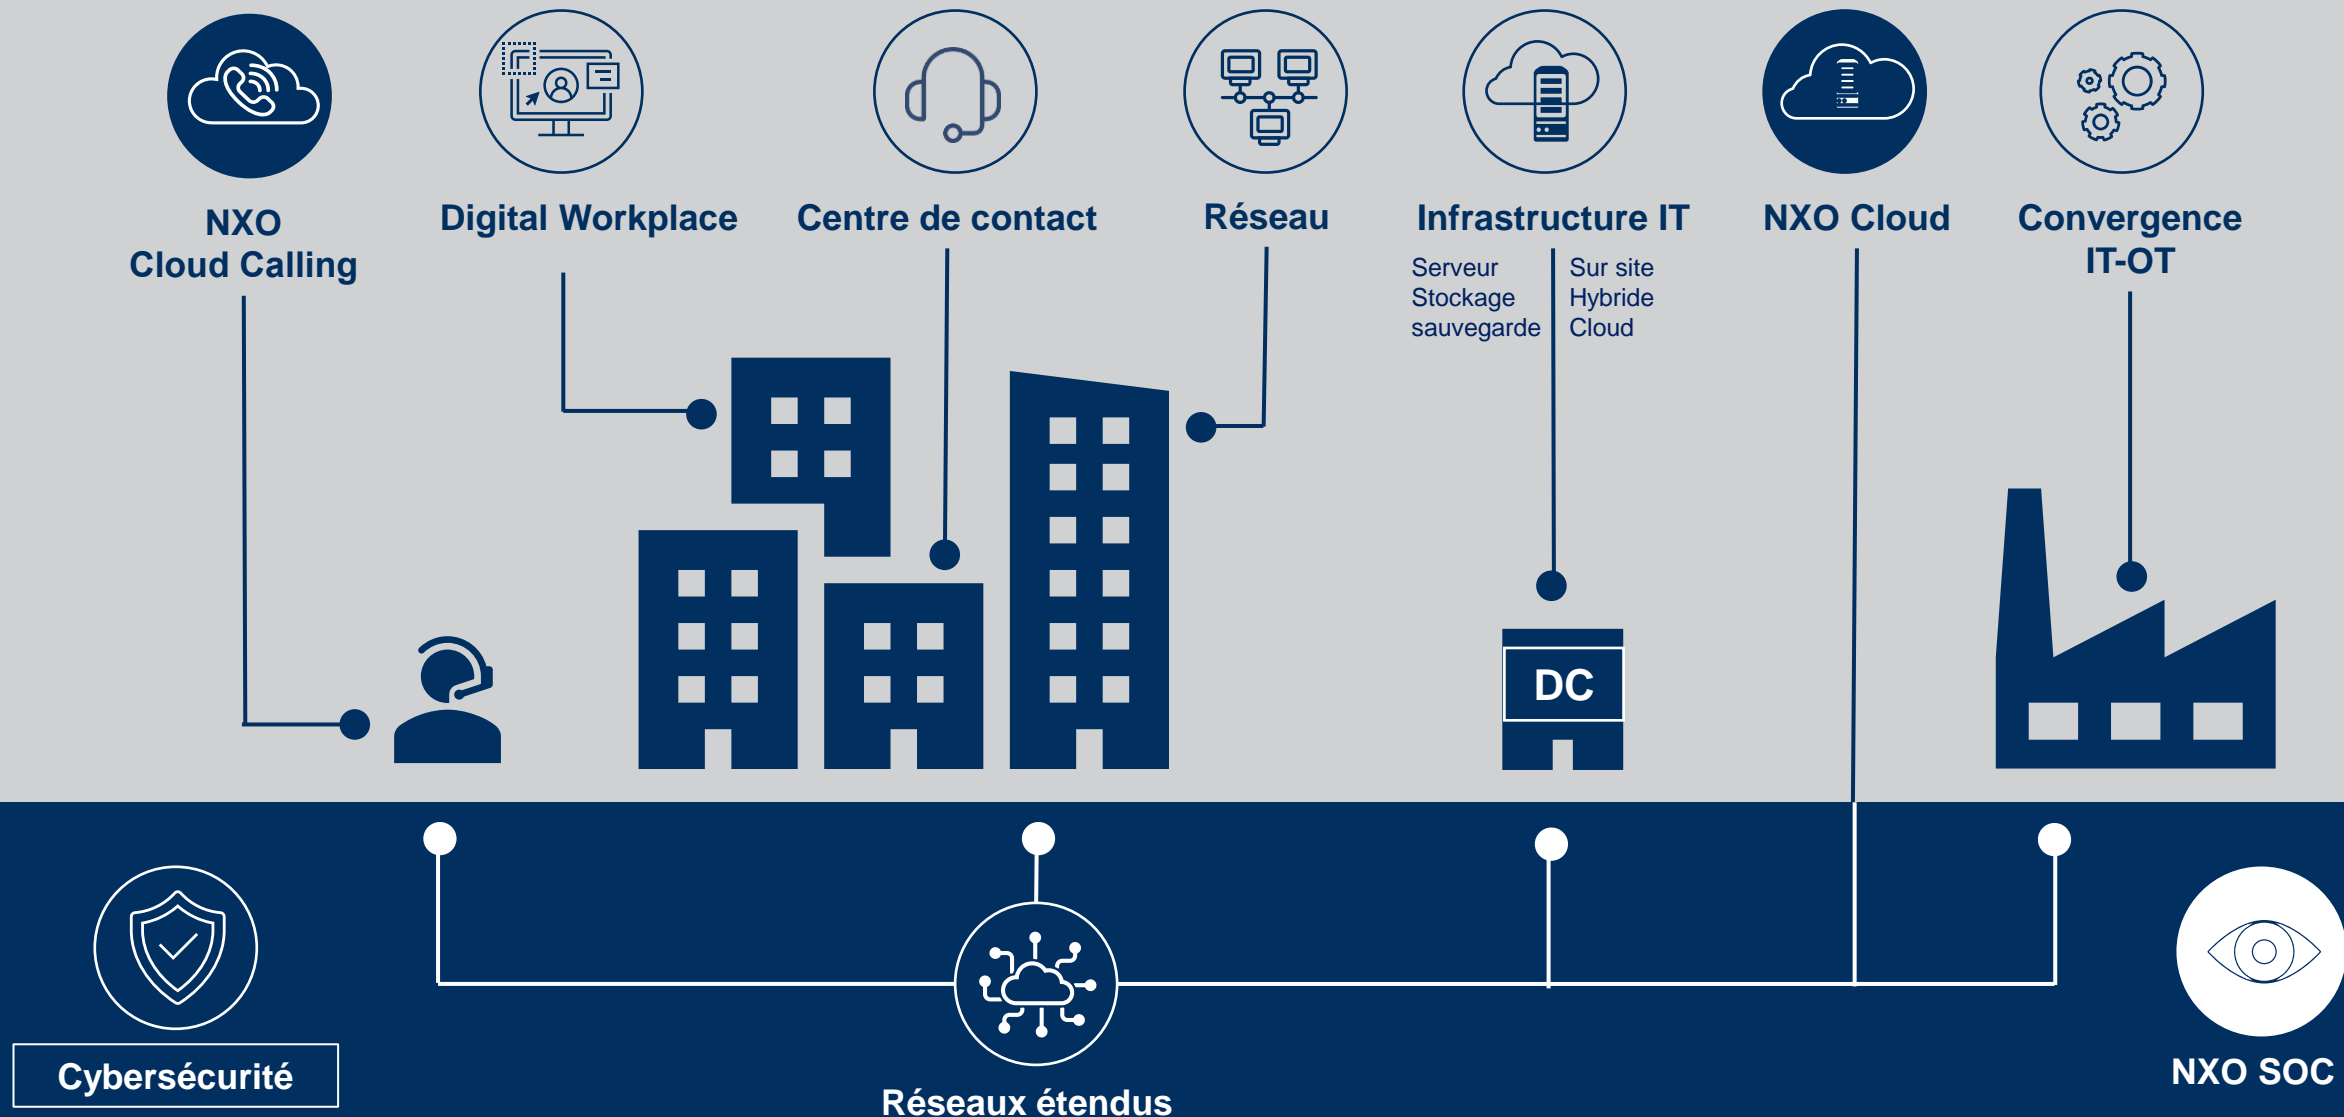 NXO
Cloud Calling
Digital Workplace
Centre de contact
Réseau
Infrastructure IT
Serveur
Stockage
sauvegarde
Sur site
Hybride
Cloud
NXO Cloud
Convergence
IT-OT
DC
Cybersécurité
Réseaux étendus
NXO SOC